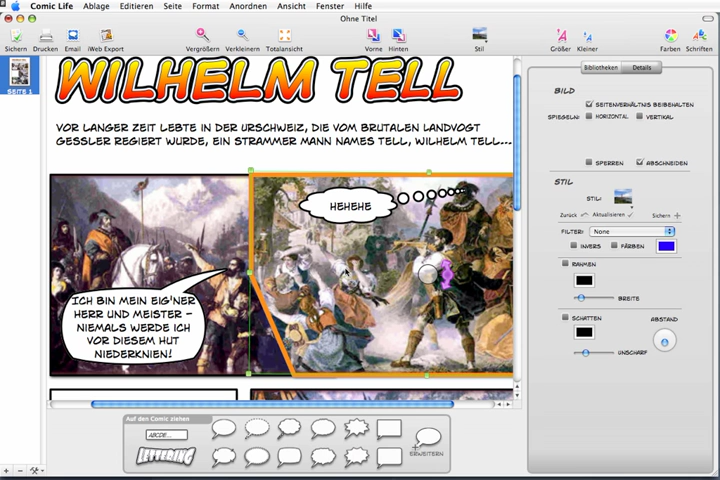 Comic Life Ablage Editieren Seite Format Anordnen Ansicht Fenster Hilfe
Ohne Titel
Sichern Drucken Email iWeb Export Vergrößern Verkleinern Totalansicht Vorne Hinten Stil Größer Kleiner Farben Schriften
SEITE 1
WILHELM TELL
VOR LANGER ZEIT LEBTE IN DER URSCHWEIZ, DIE VOM BRUTALEN LANDVOGT
GESSLER REGIERT WURDE, EIN STRAMMER MANN NAMES TELL, WILHELM TELL...
HEHEHE
ICH BIN MEIN EIG'NER
HERR UND MEISTER -
NIEMALS WERDE ICH
VOR DIESEM HUT
NIEDERKNIEN!
Bibliotheken Details
BILD
SEITENVERHÄLTNIS BEIBEHALTEN
SPIEGELN: HORIZONTAL VERTIKAL
SPERREN ABSCHNEIDEN
STIL
STIL:
Zurück Aktualisieren Sichern
FILTER: None
INVERS FÄRBEN
RAHMEN
BREITE
SCHATTEN ABSTAND
UNSCHARF
Auf den Comic ziehen
ABCDE...
LETTERING
ERWEITERN